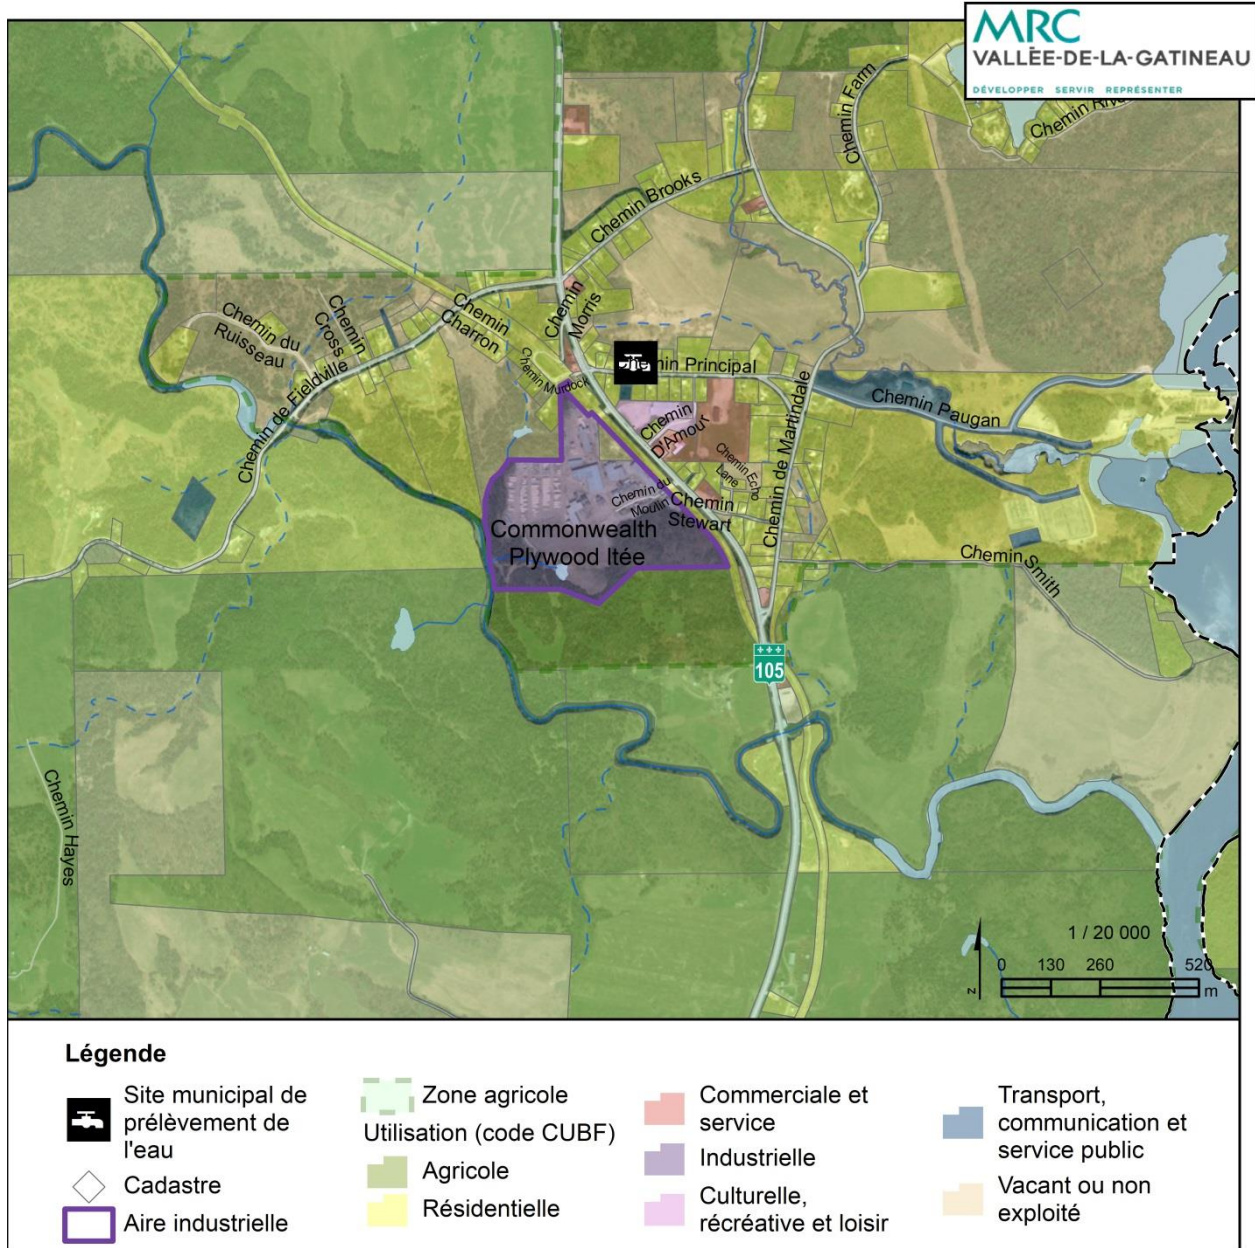 MRC
VALLÉE-DE-LA-GATINEAU
DÉVELOPPER SERVIR REPRÉSENTER
Chemin Farm
Chemin
Chemin Brooks
Chemin
Morris
Chemin
Charron
Chemin
Cross
Chemin du
Ruisseau
Chemin de Fieldville
Chemin Murdock
Principal
Chemin Paugan
Chemin de Martindale
Chemin
D'Amour
Chemin Echo
Lane
Chemin du
Moulin
Chemin
Stewart
Commonwealth
Plywood ltée
Chemin Smith
105
Chemin Hayes
1 / 20 000
0 130 260 520
m
z
Légende
Site municipal de
prélèvement de
l'eau
Cadastre
Aire industrielle
Zone agricole
Utilisation (code CUBF)
Agricole
Résidentielle
Commerciale et
service
Industrielle
Culturelle,
récréative et loisir
Transport,
communication et
service public
Vacant ou non
exploité